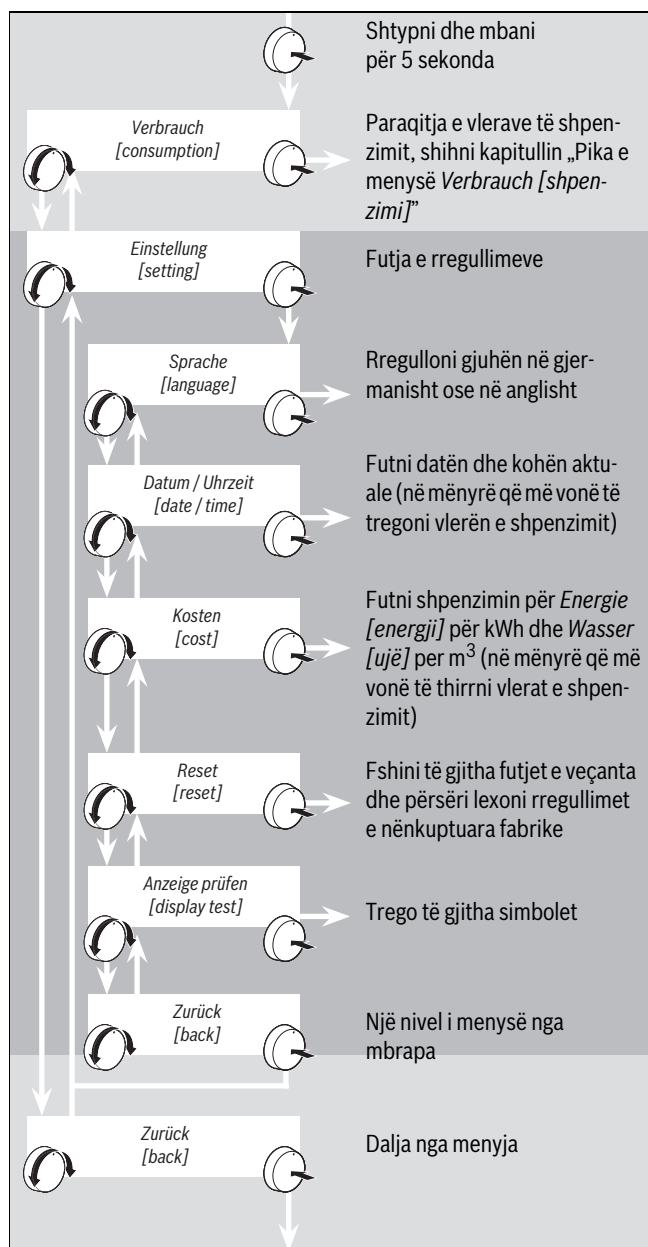 Shtypni dhe mbani
për 5 sekonda
Verbrauch
[consumption]
Paraqitja e vlerave të shpen-
zimit, shihni kapitullin „Pika e
menysë Verbrauch [shpen-
zimi]”
Einstellung
[setting]
Futja e rregullimeve
Sprache
[language]
Rregulloni gjuhën në gjer-
manisht ose në anglisht
Datum / Uhrzeit
[date / time]
Futni datën dhe kohën aktu-
ale (në mënyrë që më vonë të
tregoni vlerën e shpenzimit)
Kosten
[cost]
Futni shpenzimin për Energie
[energji] për kWh dhe Wasser
[ujë] per m³ (në mënyrë që më
vonë të thirrni vlerat e shpen-
zimit)
Reset
[reset]
Fshini të gjitha futjet e veçanta
dhe përsëri lexoni rregullimet
e nënkuptuara fabrike
Anzeige prüfen
[display test]
Trego të gjitha simbolet
Zurück
[back]
Një nivel i menysë nga
mbrapa
Zurück
[back]
Dalja nga menyja